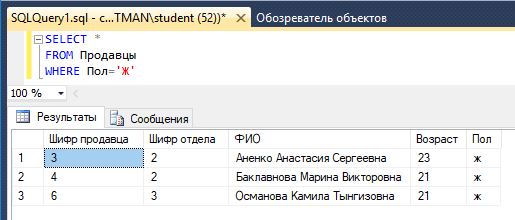 SQLQuery1.sql - c...TMAN\student (52))* Обозреватель объектов
SELECT *
FROM Продавцы
WHERE Пол='Ж'
100 %
Результаты Сообщения
Шифр продавца Шифр отдела ФИО Возраст Пол
1 3 2 Аненко Анастасия Сергеевна 23 ж
2 4 2 Баклавнова Марина Викторовна 21 ж
3 6 3 Османова Камила Тынгизовна 21 ж